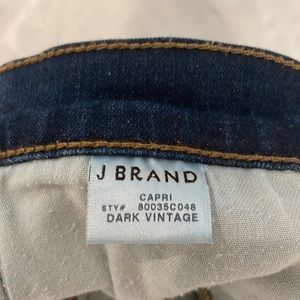 J BRAND
CAPRI
STY# 80035C048
DARK VINTAGE